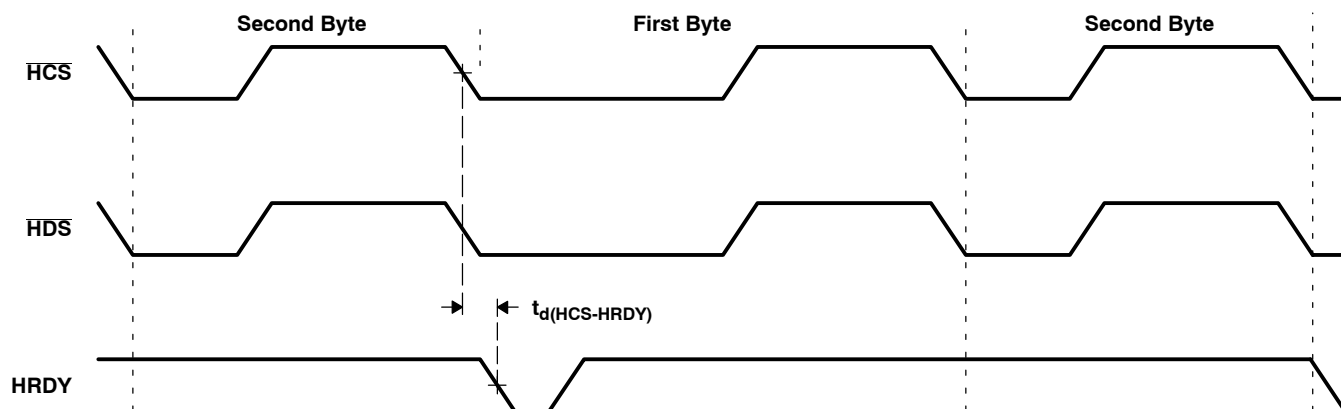 Second Byte First Byte Second Byte
HCS
HDS
td(HCS-HRDY)
HRDY